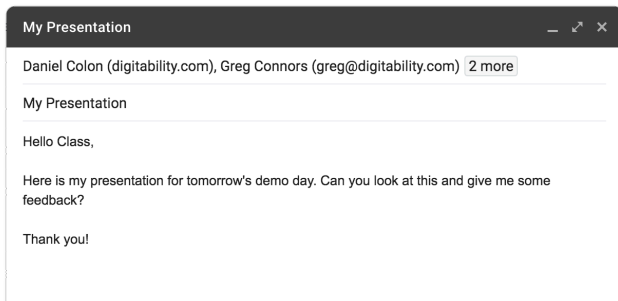 My Presentation
Daniel Colon (digitability.com), Greg Connors (greg@digitability.com) 2 more
My Presentation
Hello Class,
Here is my presentation for tomorrow's demo day. Can you look at this and give me some
feedback?
Thank you!